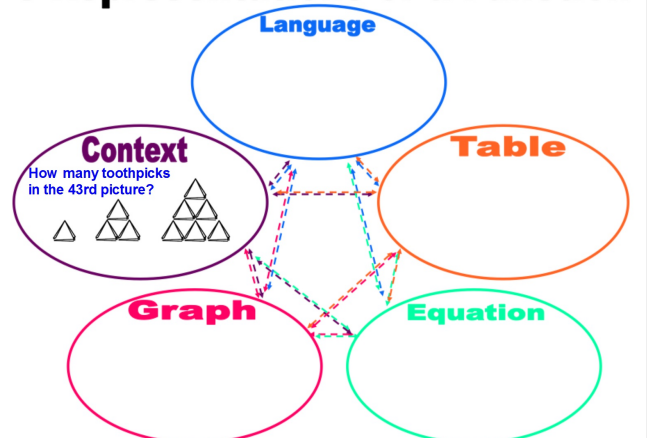 Language
Context
How many toothpicks
in the 43rd picture?
Table
Graph
Equation